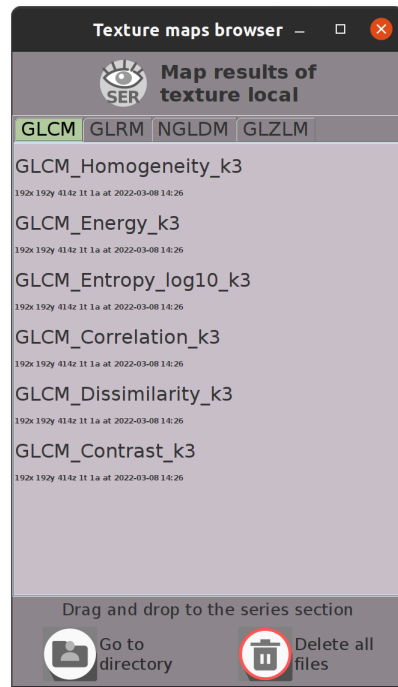 Texture maps browser
SER
Map results of
texture local
GLCM GLRM NGLDM GLZLM
GLCM_Homogeneity_k3
192x 192y 414z 1t 1a at 2022-03-08 14:26
GLCM_Energy_k3
192x 192y 414z 1t 1a at 2022-03-08 14:26
GLCM_Entropy_log10_k3
192x 192y 414z 1t 1a at 2022-03-08 14:26
GLCM_Correlation_k3
192x 192y 414z 1t 1a at 2022-03-08 14:26
GLCM_Dissimilarity_k3
192x 192y 414z 1t 1a at 2022-03-08 14:26
GLCM_Contrast_k3
192x 192y 414z 1t 1a at 2022-03-08 14:26
Drag and drop to the series section
Go to
directory
Delete all
files